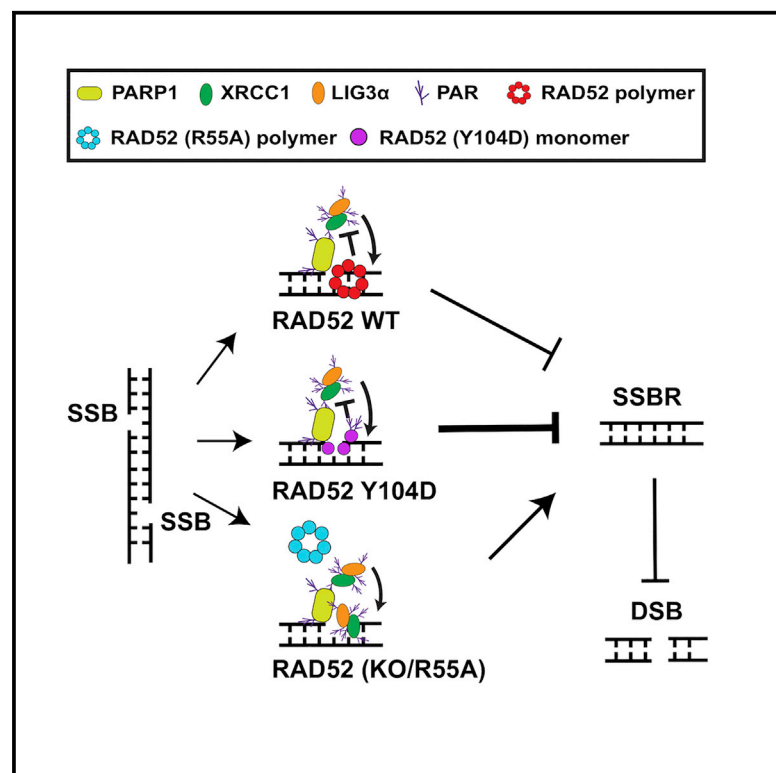 PARP1 XRCC1 LIG3α PAR RAD52 polymer
RAD52 (R55A) polymer RAD52 (Y104D) monomer
RAD52 WT
SSB
SSBR
RAD52 Y104D
SSB
DSB
RAD52 (KO/R55A)